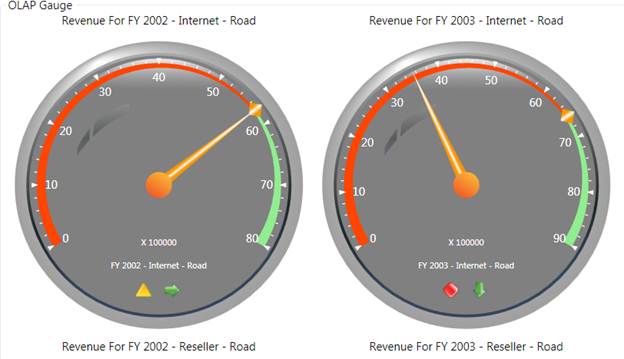 OLAP Gauge
Revenue For FY 2002 - Internet - Road
Revenue For FY 2003 - Internet - Road
0
10
20
30
40
50
60
70
80
X 100000
FY 2002 - Internet - Road
0
10
20
30
40
50
60
70
80
90
X 100000
FY 2003 - Internet - Road
Revenue For FY 2002 - Reseller - Road
Revenue For FY 2003 - Reseller - Road